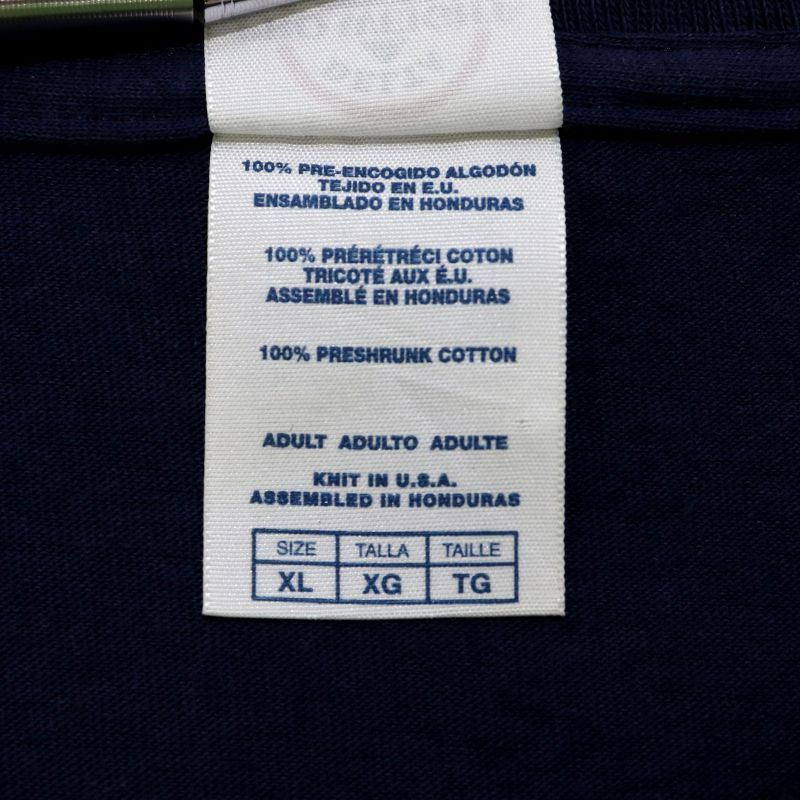 100% PRE-ENCOGIDO ALGODÓN
TEJIDO EN E.U.
ENSAMBLADO EN HONDURAS
100% PRÉRÉTRÉCI COTON
TRICOTÉ AUX É.U.
ASSEMBLÉ EN HONDURAS
100% PRESHRUNK COTTON
ADULT ADULTO ADULTE
KNIT IN U.S.A.
ASSEMBLED IN HONDURAS
SIZE TALLA TAILLE
XL XG TG